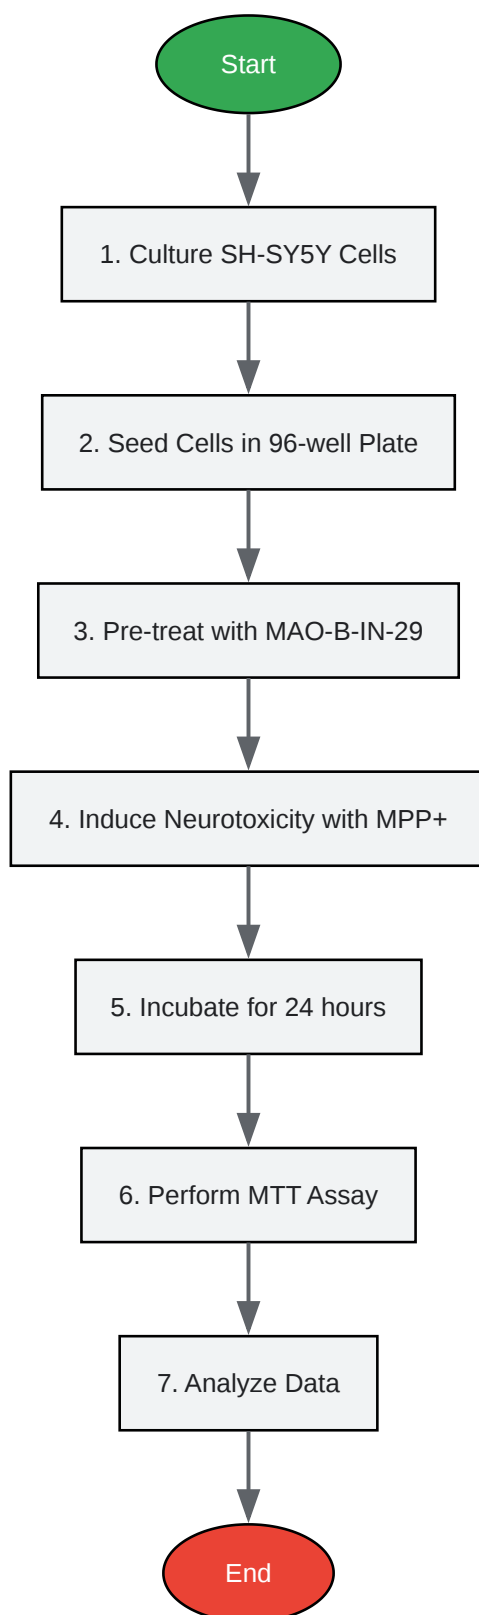 Start
1. Culture SH-SY5Y Cells
2. Seed Cells in 96-well Plate
3. Pre-treat with MAO-B-IN-29
4. Induce Neurotoxicity with MPP+
5. Incubate for 24 hours
6. Perform MTT Assay
7. Analyze Data
End